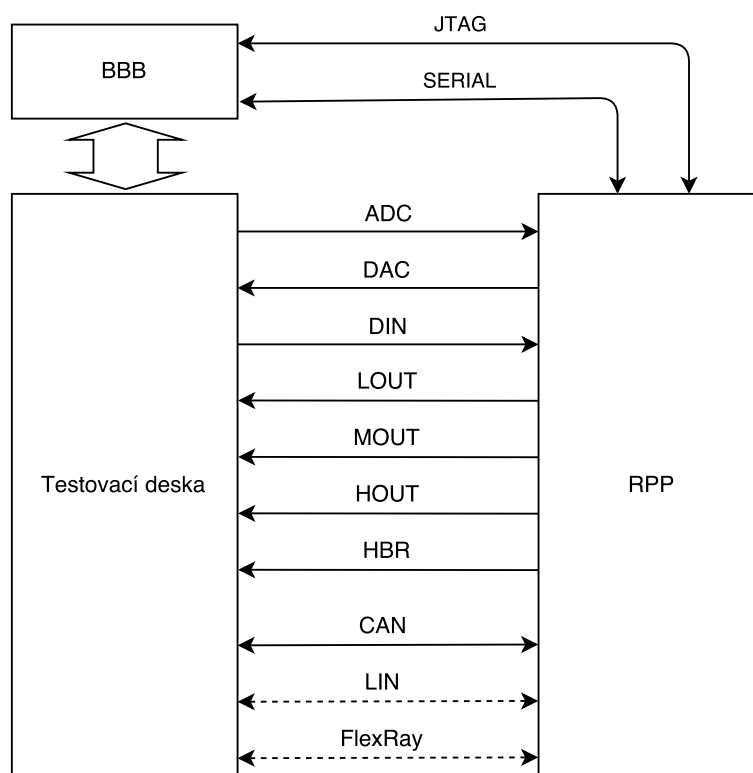 JTAG
BBB
SERIAL
ADC
DAC
DIN
LOUT
MOUT
Testovací deska
RPP
HOUT
HBR
CAN
LIN
FlexRay